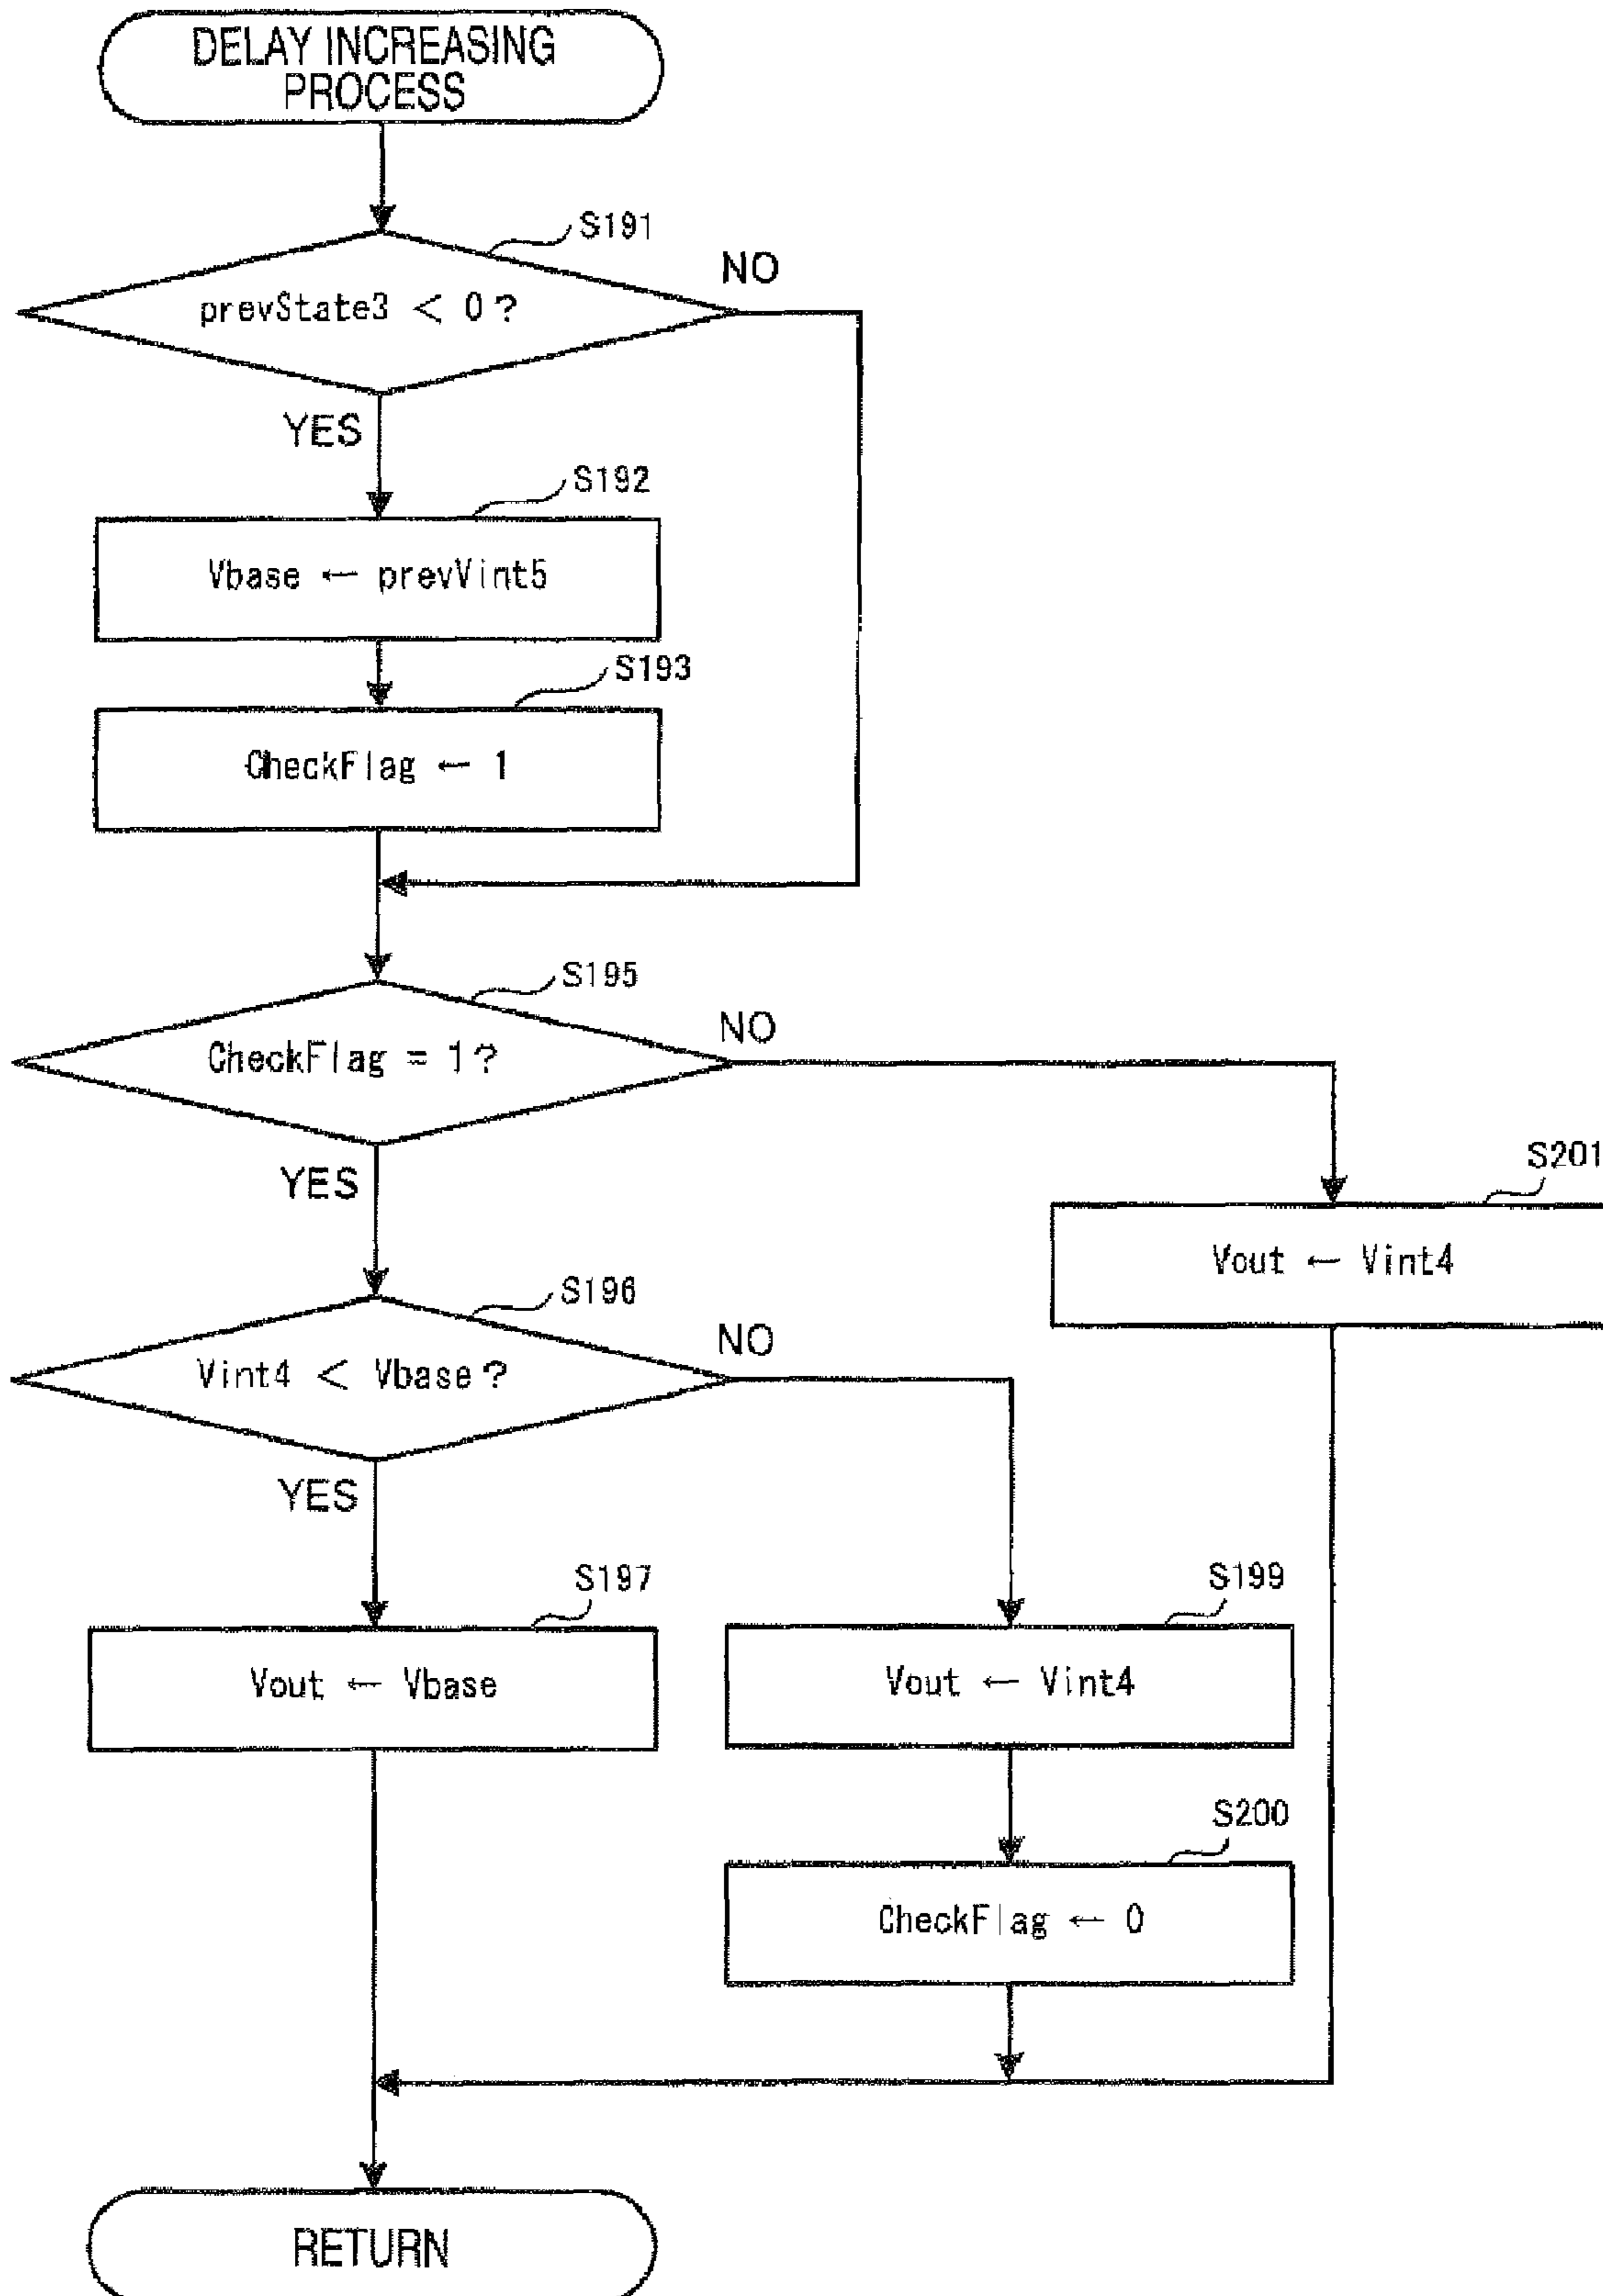 DELAY INCREASING
PROCESS
S191
prevState3 < 0?
NO
YES
S192
Vbase ← prevVint5
S193
CheckFlag ← 1
S195
CheckFlag = 1?
NO
YES
S201
Vout ← Vint4
S196
Vint4 < Vbase?
NO
YES
S197
Vout ← Vbase
S199
Vout ← Vint4
S200
CheckFlag ← 0
RETURN